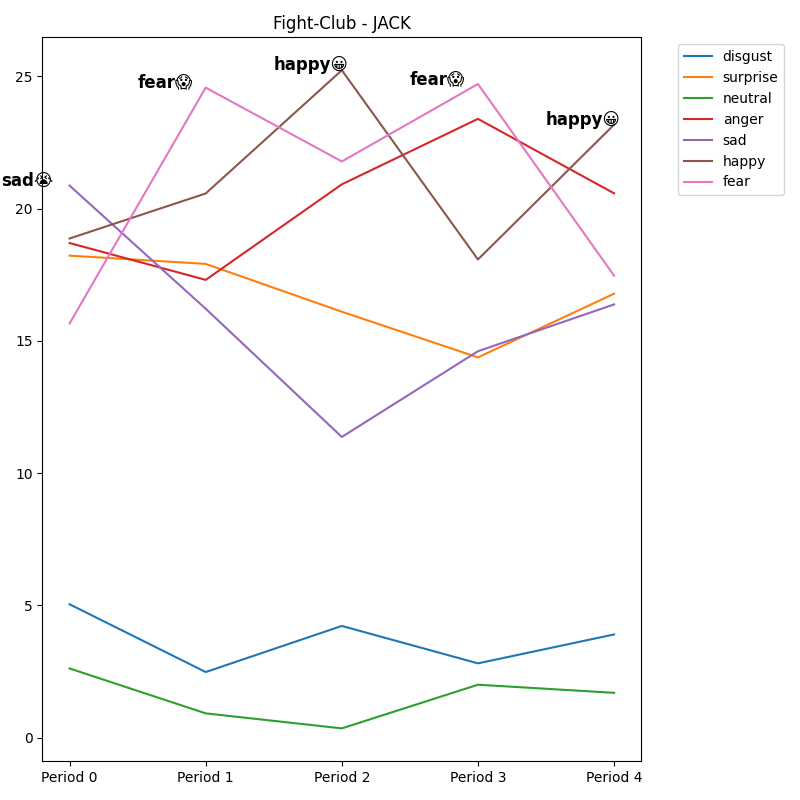 Fight-Club - JACK
happy😀
fear😱
fear😱
happy😀
sad😭
25
20
15
10
5
0
Period 0
Period 1
Period 2
Period 3
Period 4
disgust
surprise
neutral
anger
sad
happy
fear